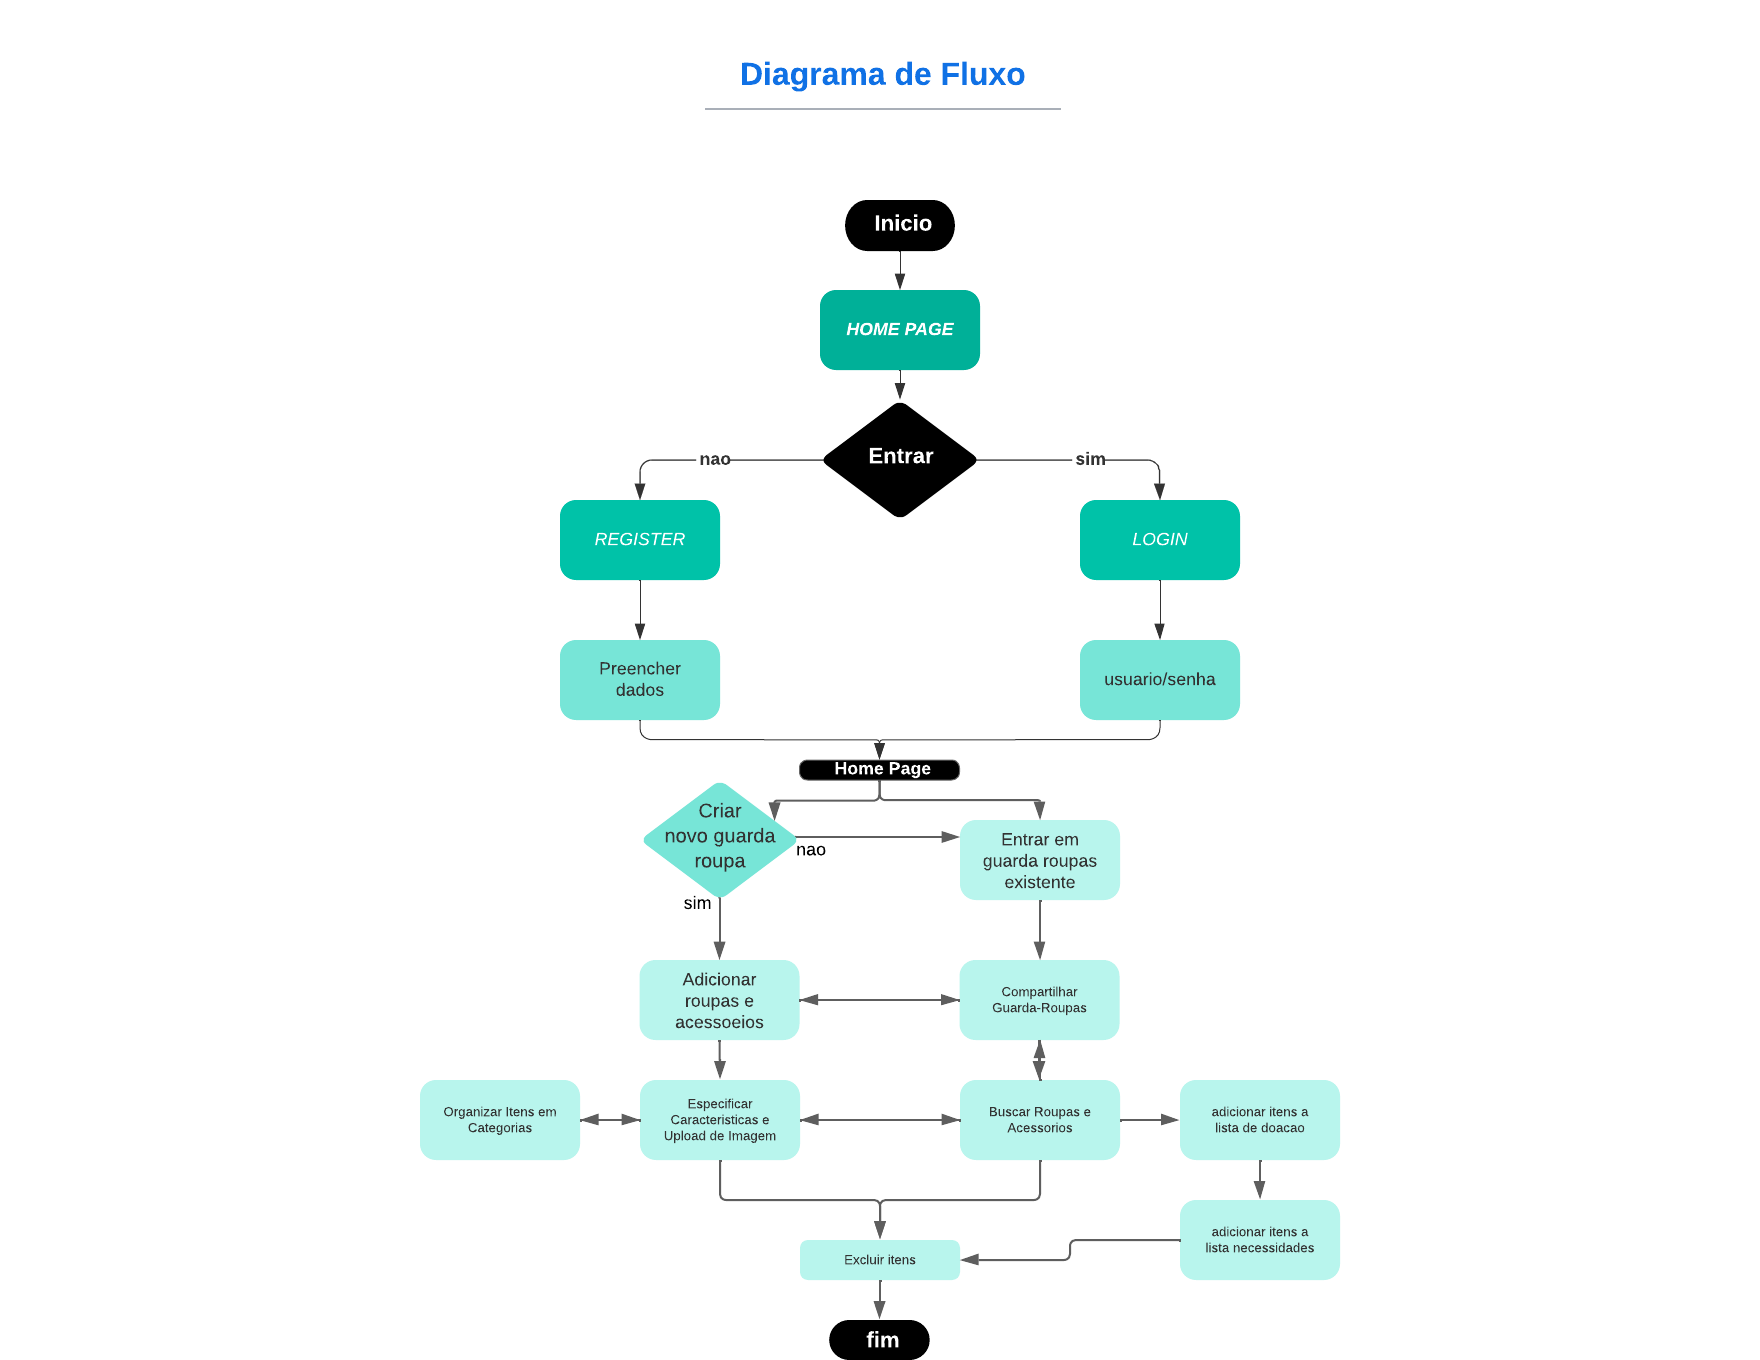 Diagrama de Fluxo
Inicio
HOME PAGE
Entrar
nao
sim
REGISTER
LOGIN
Preencher
dados
usuario/senha
Home Page
Criar
novo guarda
roupa
nao
sim
Entrar em
guarda roupas
existente
Adicionar
roupas e
acessoeios
Compartilhar
Guarda-Roupas
Organizar Itens em
Categorias
Especificar
Caracteristicas e
Upload de Imagem
Buscar Roupas e
Acessorios
adicionar itens a
lista de doacao
adicionar itens a
lista necessidades
Excluir itens
fim